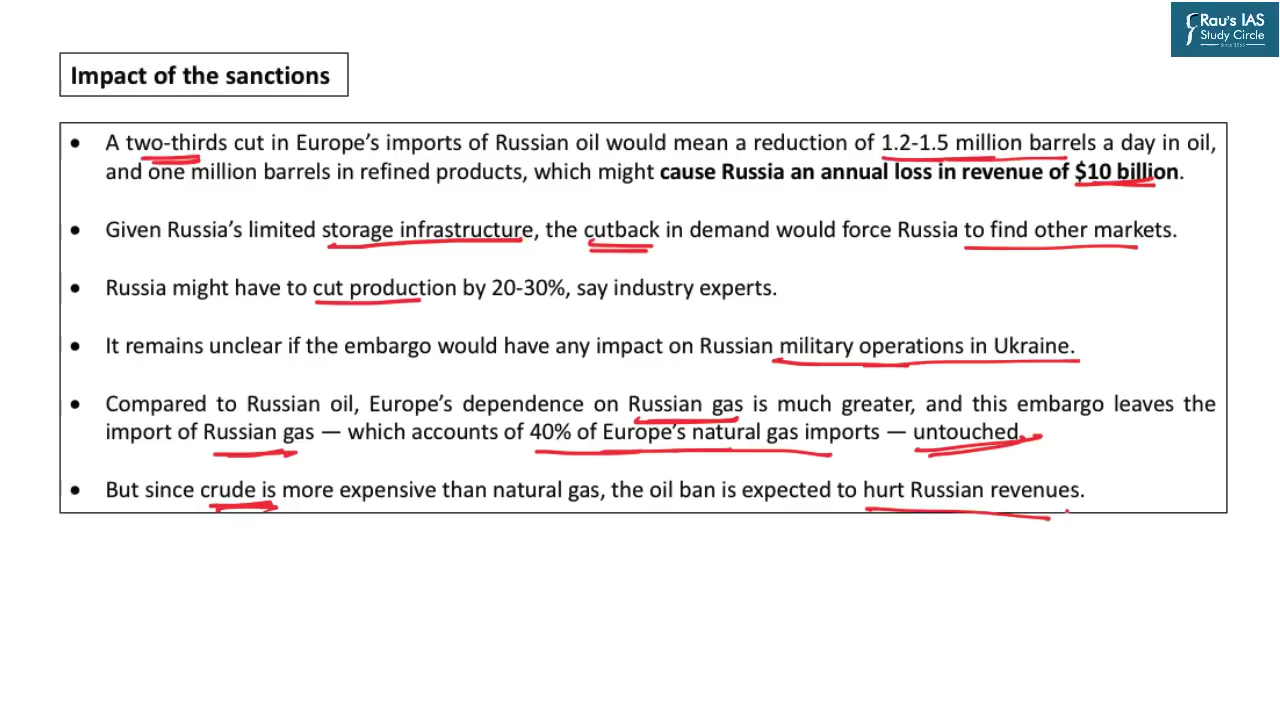 Rau's IAS
Study Circle
Since 1953
Impact of the sanctions
• A two-thirds cut in Europe’s imports of Russian oil would mean a reduction of 1.2-1.5 million barrels a day in oil,
and one million barrels in refined products, which might cause Russia an annual loss in revenue of $10 billion.
• Given Russia’s limited storage infrastructure, the cutback in demand would force Russia to find other markets.
• Russia might have to cut production by 20-30%, say industry experts.
• It remains unclear if the embargo would have any impact on Russian military operations in Ukraine.
• Compared to Russian oil, Europe’s dependence on Russian gas is much greater, and this embargo leaves the
import of Russian gas — which accounts of 40% of Europe’s natural gas imports — untouched.
• But since crude is more expensive than natural gas, the oil ban is expected to hurt Russian revenues.